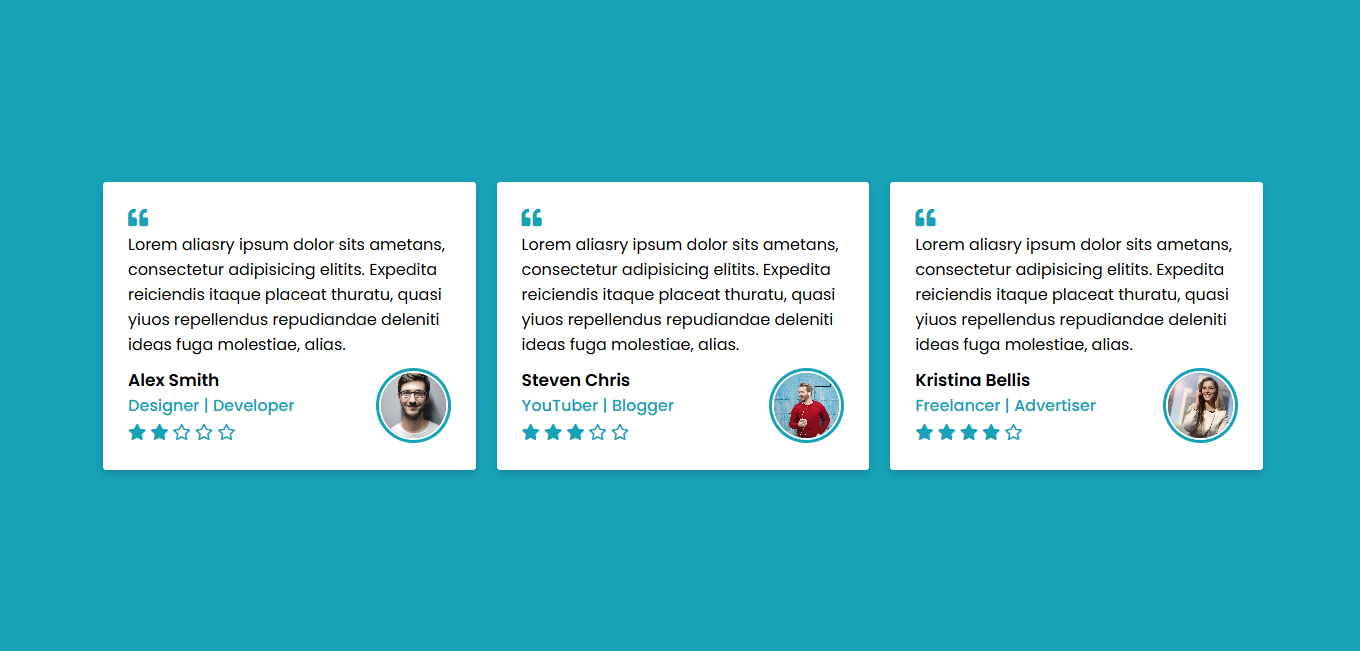 Lorem aliasry ipsum dolor sits ametans,
consectetur adipisicing elitits. Expedita
reiciendis itaque placeat thuratu, quasi
yiuos repellendus repudiandae deleniti
ideas fuga molestiae, alias.
Alex Smith
Designer | Developer
Lorem aliasry ipsum dolor sits ametans,
consectetur adipisicing elitits. Expedita
reiciendis itaque placeat thuratu, quasi
yiuos repellendus repudiandae deleniti
ideas fuga molestiae, alias.
Steven Chris
YouTuber | Blogger
Lorem aliasry ipsum dolor sits ametans,
consectetur adipisicing elitits. Expedita
reiciendis itaque placeat thuratu, quasi
yiuos repellendus repudiandae deleniti
ideas fuga molestiae, alias.
Kristina Bellis
Freelancer | Advertiser